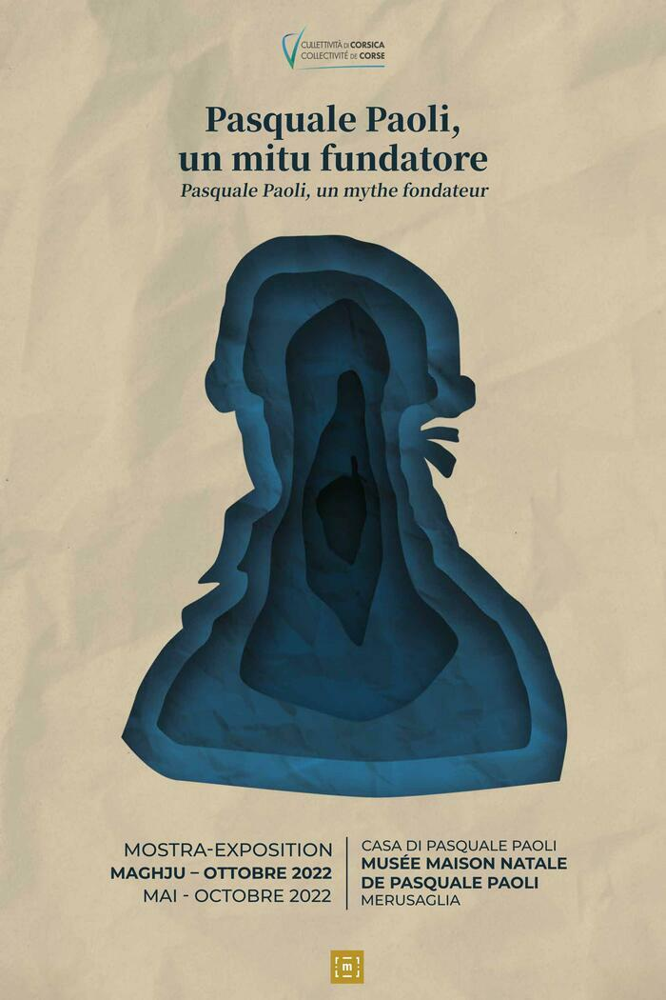 CULLETTIVITÀ DI CORSICA
COLLECTIVITÉ DE CORSE
Pasquale Paoli,
un mitu fundatore
Pasquale Paoli, un mythe fondateur
MOSTRA-EXPOSITION
MAGHJU – OTTOBRE 2022
MAI - OCTOBRE 2022
CASA DI PASQUALE PAOLI
MUSÉE MAISON NATALE
DE PASQUALE PAOLI
MERUSAGLIA
m